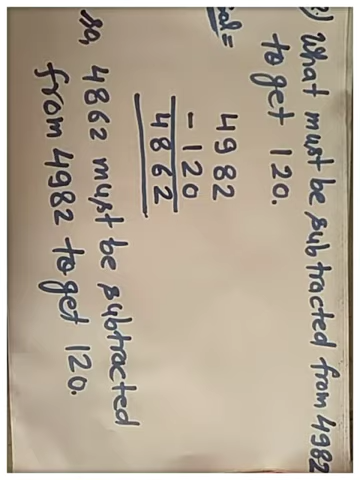 2.) What must be subtracted from 4982
to get 120.
4982
- 120
4862
so, 4862 must be subtracted
from 4982 to get 120.